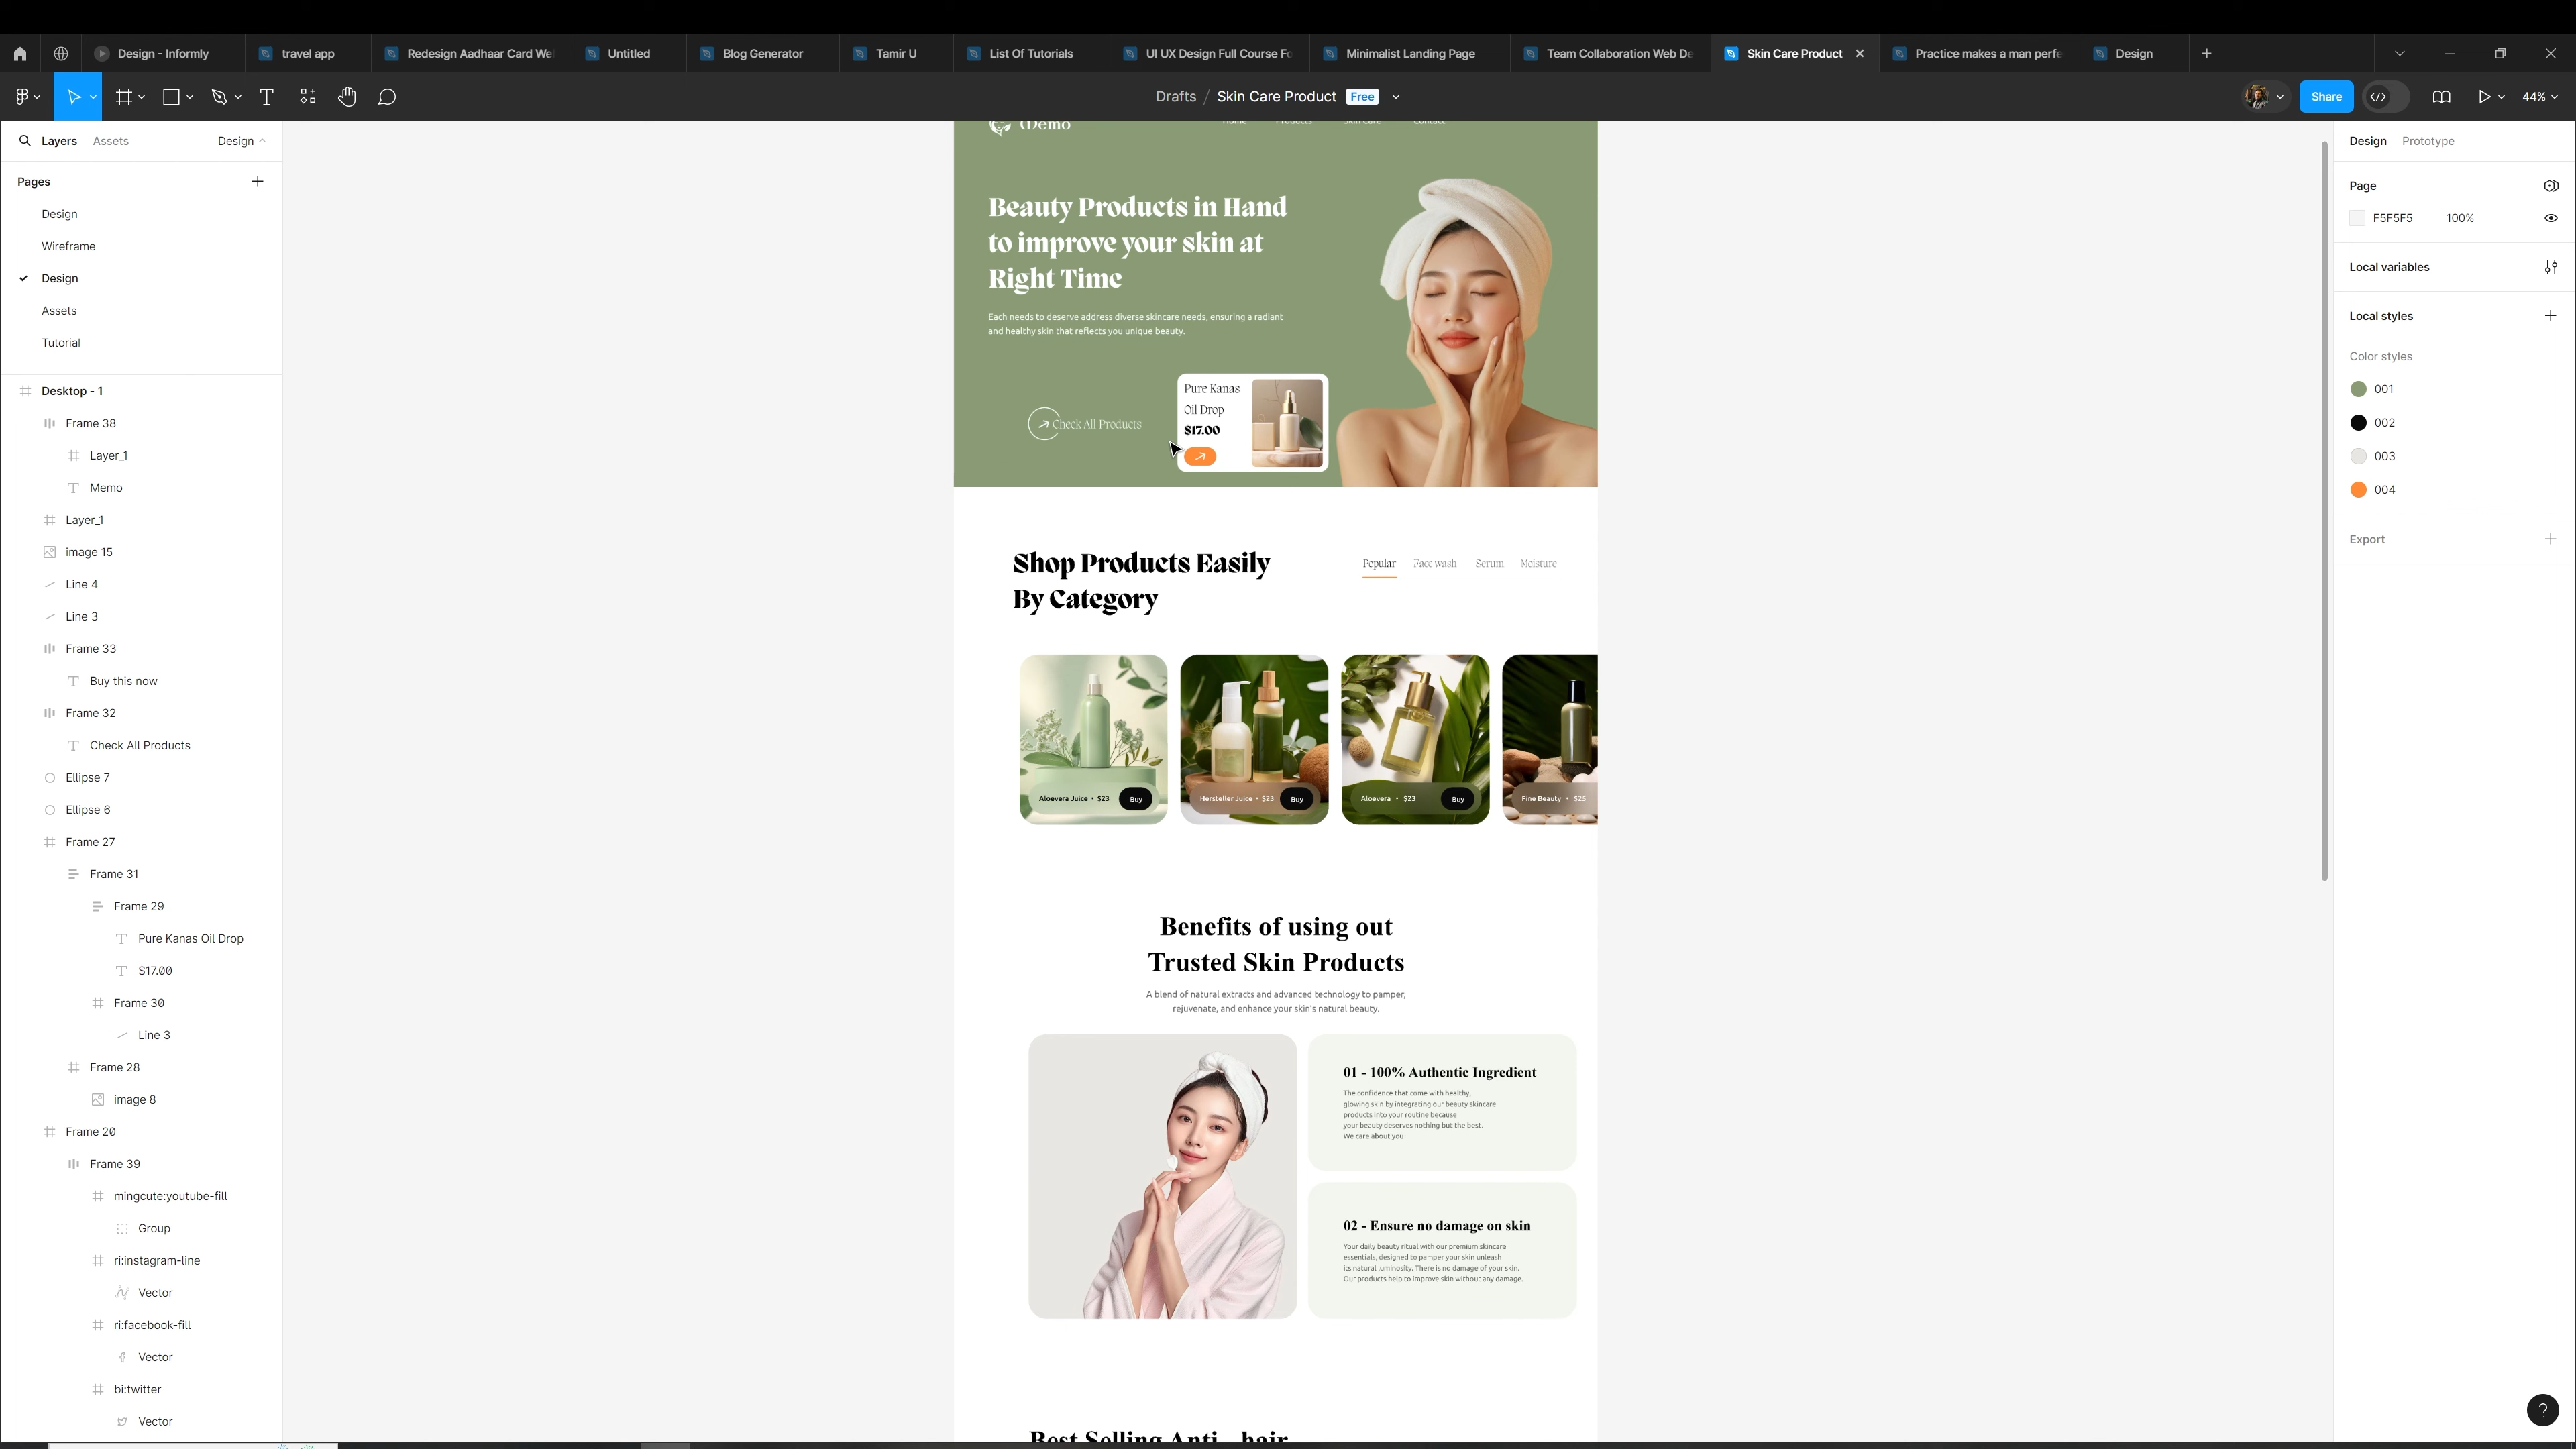 Design - Informly
travel app
Redesign Aadhaar Card We
Untitled
Blog Generator
Tamir U
List Of Tutorials
UI UX Design Full Course Fo
Minimalist Landing Page
Team Collaboration Web De
Skin Care Product
Practice makes a man perfe
Design
Drafts / Skin Care Product Free
Share
44%
Layers
Assets
Design
Pages
Design
Wireframe
Design
Assets
Tutorial
Desktop - 1
Frame 38
Layer_1
Memo
Layer_1
image 15
Line 4
Line 3
Frame 33
Buy this now
Frame 32
Check All Products
Ellipse 7
Ellipse 6
Frame 27
Frame 31
Frame 29
Pure Kanas Oil Drop
$17.00
Frame 30
Line 3
Frame 28
image 8
Frame 20
Frame 39
mingcute:youtube-fill
Group
ri:instagram-line
Vector
ri:facebook-fill
Vector
bi:twitter
Vector
Memo
Home
Products
Skin Care
Contact
Beauty Products in Hand
to improve your skin at
Right Time
Each needs to deserve address diverse skincare needs, ensuring a radiant
and healthy skin that reflects you unique beauty.
Check All Products
Pure Kanas
Oil Drop
$17.00
Shop Products Easily
By Category
Popular
Face wash
Serum
Moisture
Aloevera Juice • $23
Buy
Hersteller Juice • $23
Buy
Aloevera • $23
Buy
Fine Beauty • $25
Benefits of using out
Trusted Skin Products
A blend of natural extracts and advanced technology to pamper,
rejuvenate, and enhance your skin's natural beauty.
01 - 100% Authentic Ingredient
The confidence that come with healthy,
glowing skin by integrating our beauty skincare
products into your routine because
your beauty deserves nothing but the best.
We care about you
02 - Ensure no damage on skin
Your daily beauty ritual with our premium skincare
essentials, designed to pamper your skin unleash
its natural luminosity. There is no damage of your skin.
Our products help to improve skin without any damage.
Best Selling Anti - hair
Design
Prototype
Page
F5F5F5
100%
Local variables
Local styles
Color styles
001
002
003
004
Export
?